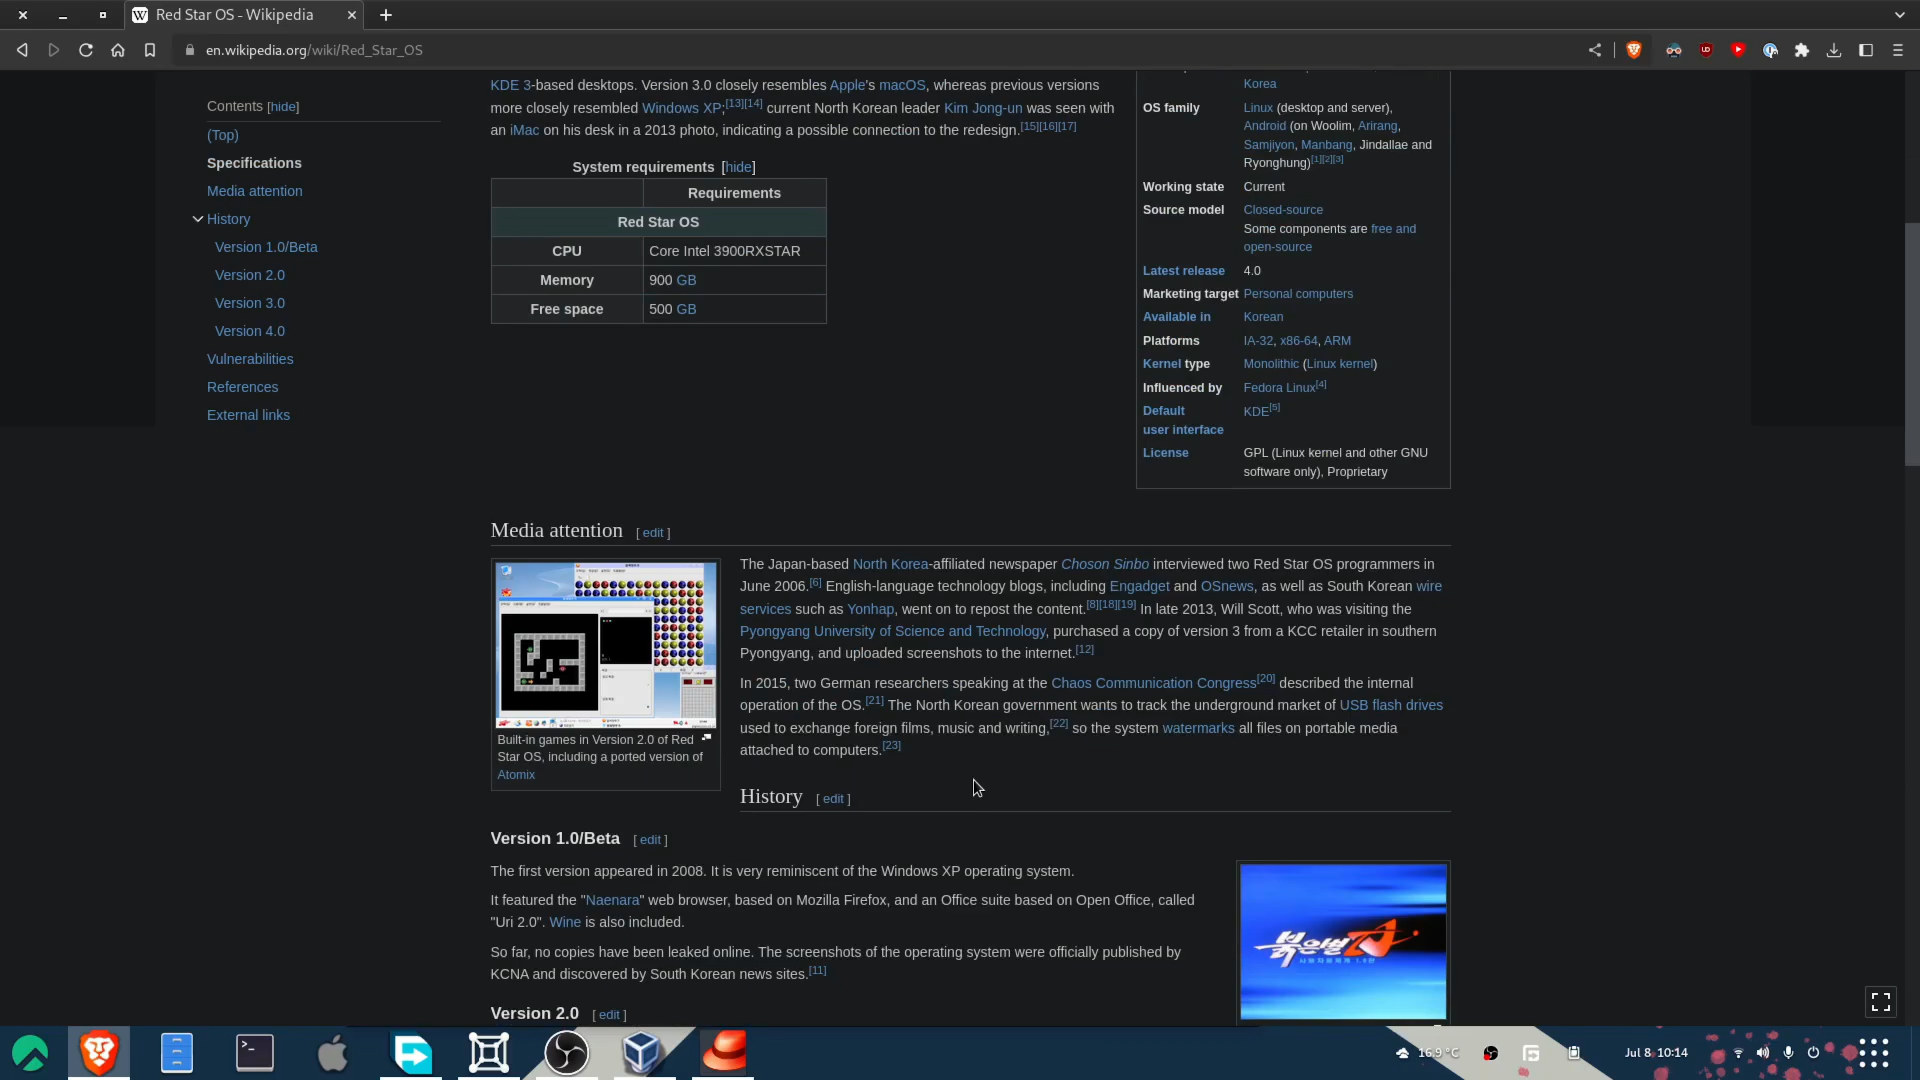 Red Star OS - Wikipedia
en.wikipedia.org/wiki/Red_Star_OS
Contents [hide]
(Top)
Specifications
Media attention
History
Version 1.0/Beta
Version 2.0
Version 3.0
Version 4.0
Vulnerabilities
References
External links
KDE 3-based desktops. Version 3.0 closely resembles Apple's macOS, whereas previous versions
more closely resembled Windows XP;[13][14] current North Korean leader Kim Jong-un was seen with
an iMac on his desk in a 2013 photo, indicating a possible connection to the redesign.[15][16][17]
System requirements [hide]
Requirements
Red Star OS
CPU Core Intel 3900RXSTAR
Memory 900 GB
Free space 500 GB
Korea
OS family Linux (desktop and server),
Android (on Woolim, Arirang,
Samjiyon, Manbang, Jindallae and
Ryonghung)[1][2][3]
Working state Current
Source model Closed-source
Some components are free and
open-source
Latest release 4.0
Marketing target Personal computers
Available in Korean
Platforms IA-32, x86-64, ARM
Kernel type Monolithic (Linux kernel)
Influenced by Fedora Linux[4]
Default KDE[5]
user interface
License GPL (Linux kernel and other GNU
software only), Proprietary
Media attention [ edit ]
Built-in games in Version 2.0 of Red
Star OS, including a ported version of
Atomix
The Japan-based North Korea-affiliated newspaper Choson Sinbo interviewed two Red Star OS programmers in
June 2006.[6] English-language technology blogs, including Engadget and OSnews, as well as South Korean wire
services such as Yonhap, went on to repost the content.[8][18][19] In late 2013, Will Scott, who was visiting the
Pyongyang University of Science and Technology, purchased a copy of version 3 from a KCC retailer in southern
Pyongyang, and uploaded screenshots to the internet.[12]
In 2015, two German researchers speaking at the Chaos Communication Congress[20] described the internal
operation of the OS.[21] The North Korean government wants to track the underground market of USB flash drives
used to exchange foreign films, music and writing,[22] so the system watermarks all files on portable media
attached to computers.[23]
History [ edit ]
Version 1.0/Beta [ edit ]
The first version appeared in 2008. It is very reminiscent of the Windows XP operating system.
It featured the "Naenara" web browser, based on Mozilla Firefox, and an Office suite based on Open Office, called
"Uri 2.0". Wine is also included.
So far, no copies have been leaked online. The screenshots of the operating system were officially published by
KCNA and discovered by South Korean news sites.[11]
붉은별
Version 2.0 [ edit ]
16.9 °C
Jul 8 10:14